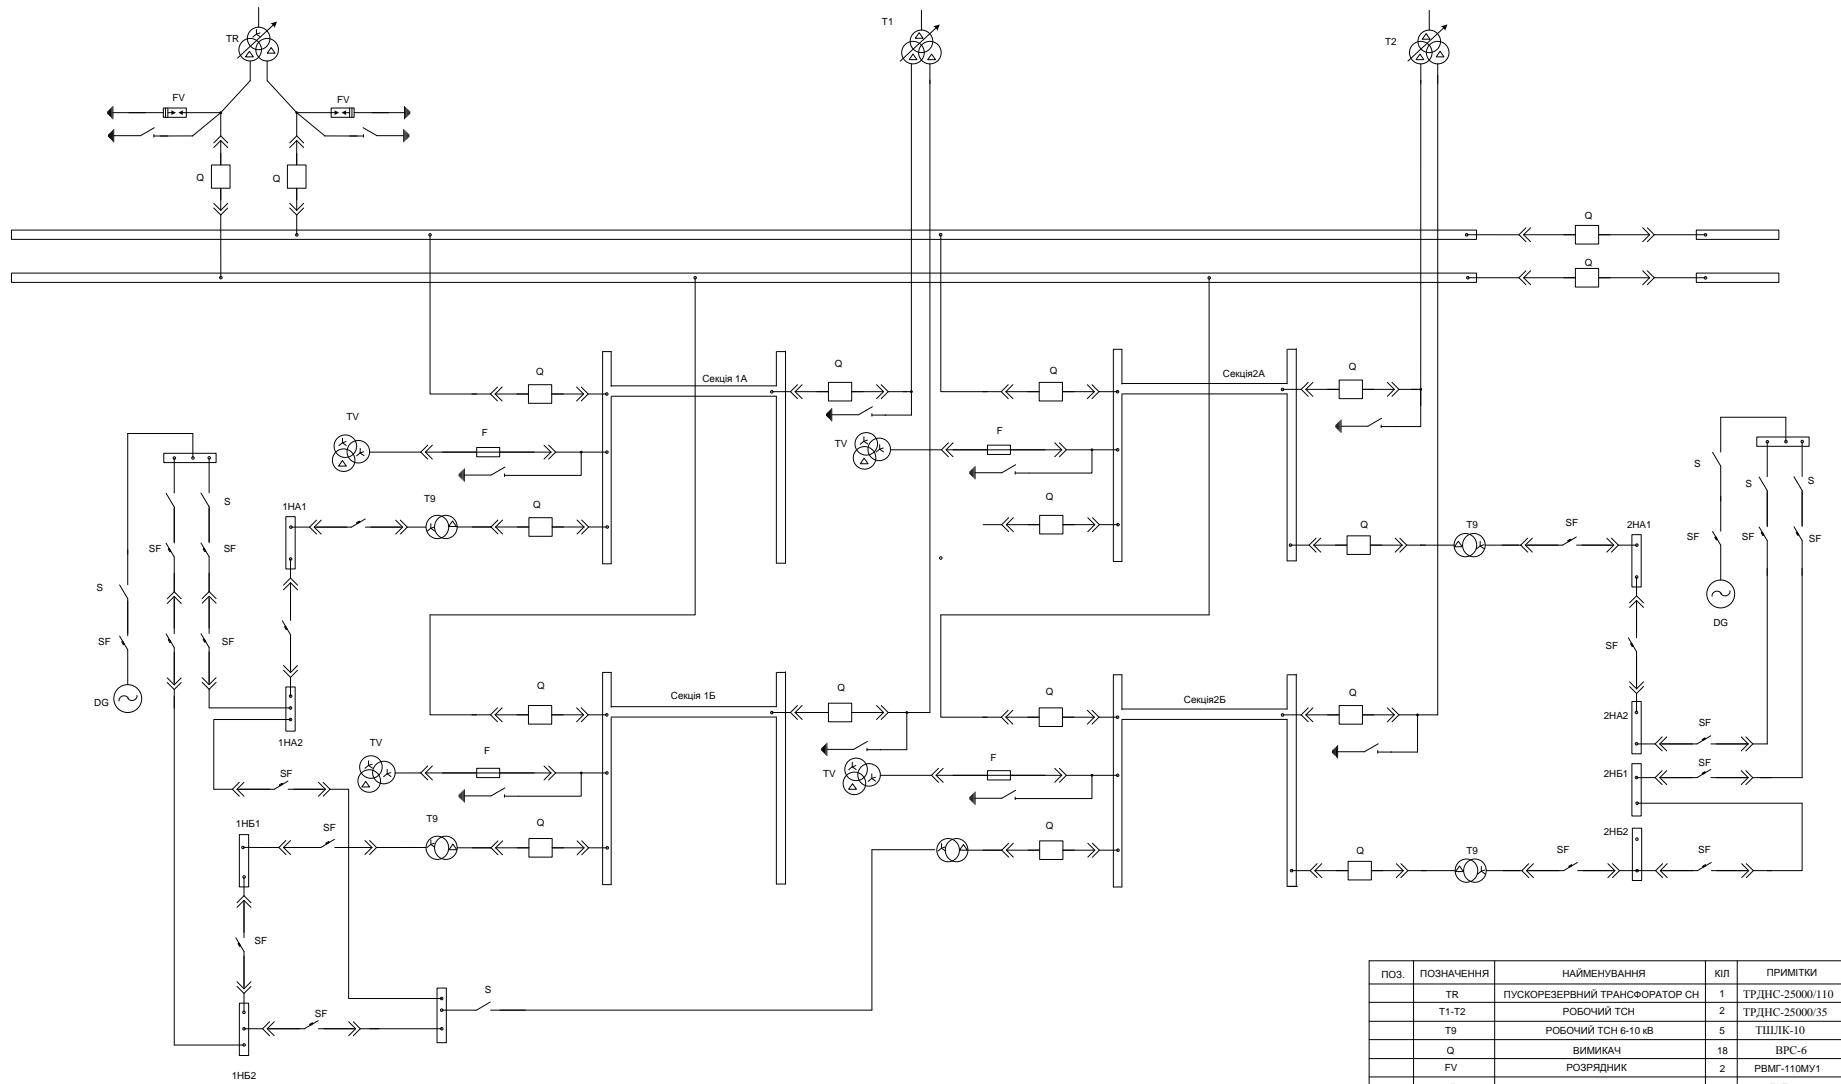 TR
T1
T2
FV
FV
Q
Q
Q
Q
Q
Секція 1А
Q
Q
Секція2А
Q
TV
F
TV
F
S
S
S
1НА1
T9
Q
Q
Q
T9
SF
2НА1
SF
SF
SF
SF
SF
S
SF
DG
SF
DG
Q
Секція 1Б
Q
Q
Секція2Б
Q
2НА2
SF
1НА2
TV
F
TV
F
SF
2НБ1
SF
1НБ1
SF
T9
Q
Q
2НБ2
Q
T9
SF
SF
SF
S
SF
1НБ2
ПОЗ. ПОЗНАЧЕННЯ НАЙМЕНУВАННЯ КІЛ ПРИМІТКИ
TR ПУСКОРЕЗЕРВНИЙ ТРАНСФОРАТОР СН 1 ТРДНС-25000/110
T1-T2 РОБОЧИЙ ТСН 2 ТРДНС-25000/35
T9 РОБОЧИЙ ТСН 6-10 кВ 5 ТШЛК-10
Q ВИМИКАЧ 18 ВРС-6
FV РОЗРЯДНИК 2 РВМГ-110МУ1